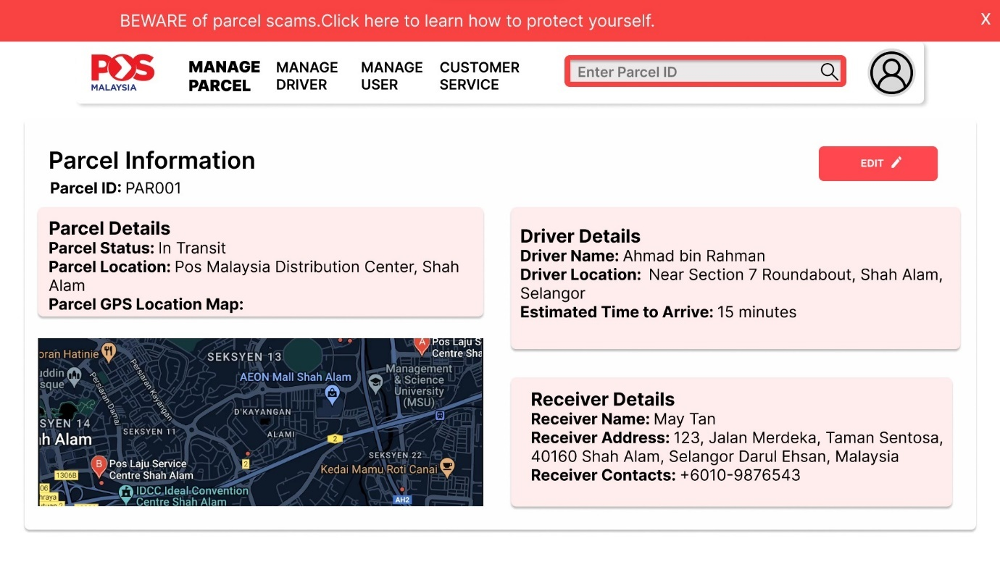 BEWARE of parcel scams.Click here to learn how to protect yourself.
X
POS
MALAYSIA
MANAGE
PARCEL
MANAGE
DRIVER
MANAGE
USER
CUSTOMER
SERVICE
Enter Parcel ID
Parcel Information
EDIT
Parcel ID: PAR001
Parcel Details
Parcel Status: In Transit
Parcel Location: Pos Malaysia Distribution Center, Shah
Alam
Parcel GPS Location Map:
Driver Details
Driver Name: Ahmad bin Rahman
Driver Location: Near Section 7 Roundabout, Shah Alam,
Selangor
Estimated Time to Arrive: 15 minutes
oran Hatinie
SEKSYEN 13
A
Pos Laju S
Centre Sha
uddin
sque
Persiaran Damai
Persiaran Kayangan
AEON Mall Shah Alam
Management
& Science
University
(MSU)
D'KAYANGAN
SYEN 14
SEKSYEN 11
ALAMI
h Alam
2
2
B
Pos Laju Service
Centre Shah Alam
SEKSYEN 22
Kedai Mamu Roti Canai
1306B
06
IDCC Ideal Convention
Centre Shah Alam
hraya
AH2
Receiver Details
Receiver Name: May Tan
Receiver Address: 123, Jalan Merdeka, Taman Sentosa,
40160 Shah Alam, Selangor Darul Ehsan, Malaysia
Receiver Contacts: +6010-9876543